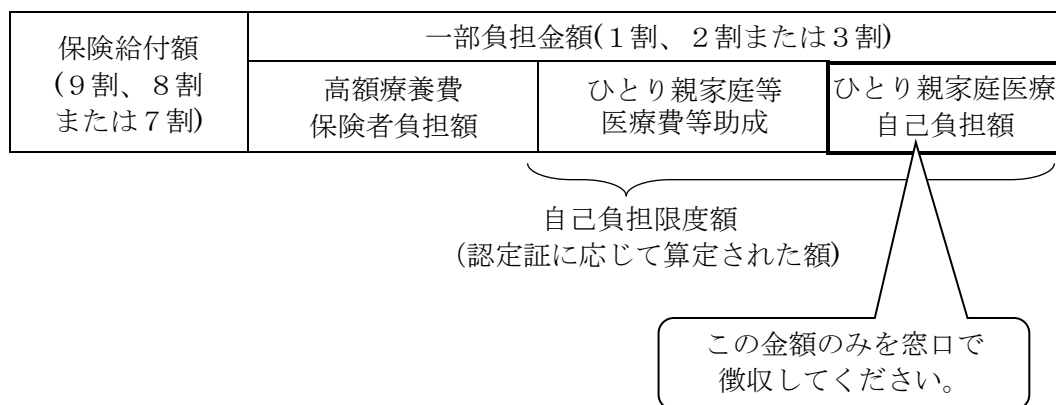 保険給付額
(９割、８割
または７割)
一部負担金額(１割、２割または３割)
高額療養費
保険者負担額
ひとり親家庭等
医療費等助成
ひとり親家庭医療
自己負担額
自己負担限度額
（認定証に応じて算定された額)
この金額のみを窓口で
徴収してください。